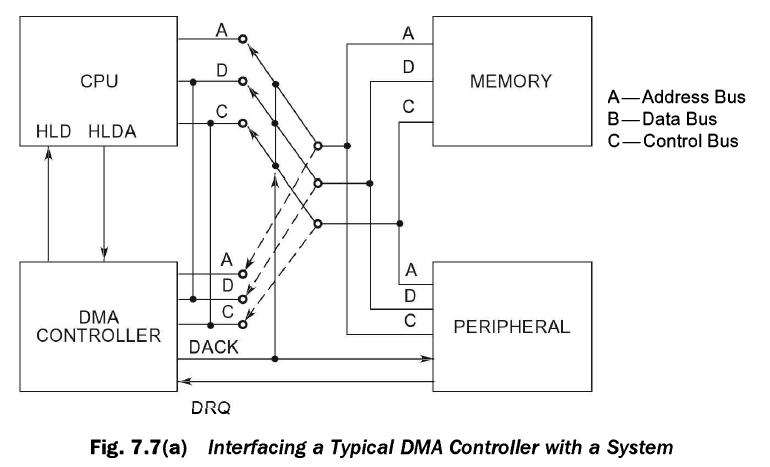 CPU
HLD HLDA
A
D
C
A
D
C
MEMORY
A—Address Bus
B—Data Bus
C—Control Bus
DMA
CONTROLLER
A
D
C
DACK
DRQ
A
D
C
PERIPHERAL
Fig. 7.7(a) Interfacing a Typical DMA Controller with a System